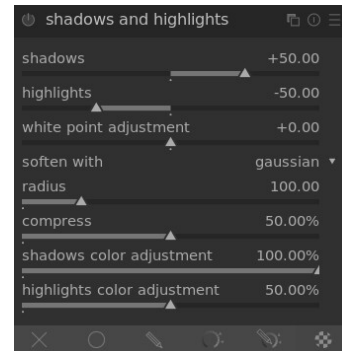 shadows and highlights
shadows +50.00
highlights -50.00
white point adjustment +0.00
soften with gaussian
radius 100.00
compress 50.00%
shadows color adjustment 100.00%
highlights color adjustment 50.00%